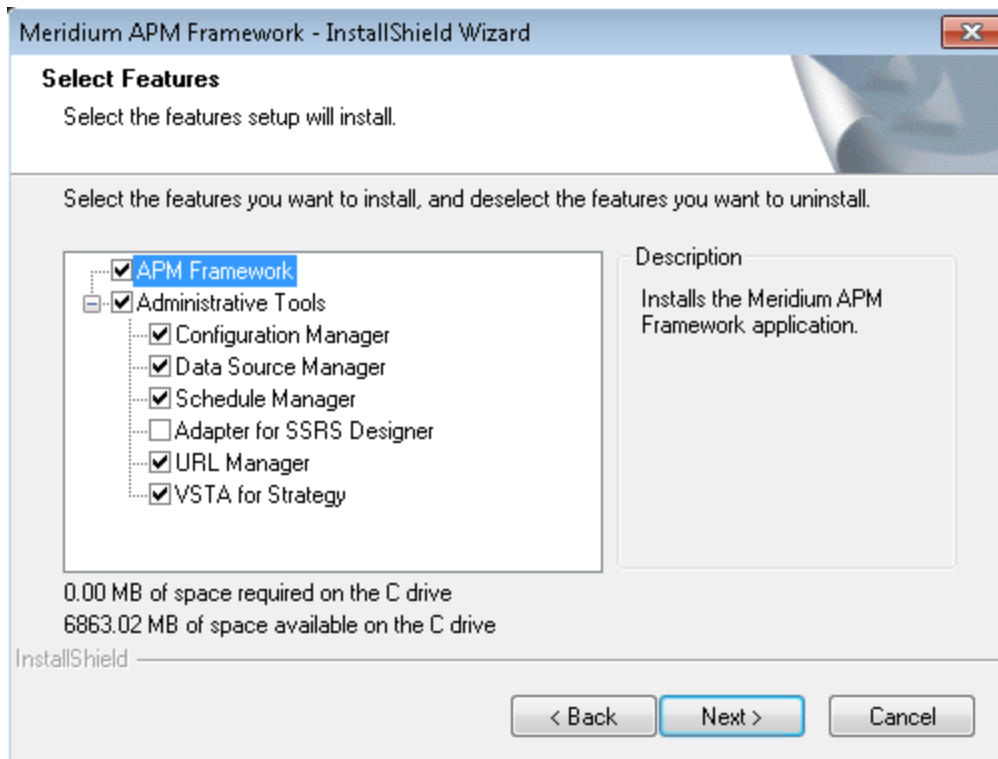 Meridium APM Framework - InstallShield Wizard
Select Features
Select the features setup will install.
Select the features you want to install, and deselect the features you want to uninstall.
APM Framework
Administrative Tools
Configuration Manager
Data Source Manager
Schedule Manager
Adapter for SSRS Designer
URL Manager
VSTA for Strategy
Description
Installs the Meridium APM
Framework application.
0.00 MB of space required on the C drive
6863.02 MB of space available on the C drive
InstallShield
< Back
Next >
Cancel